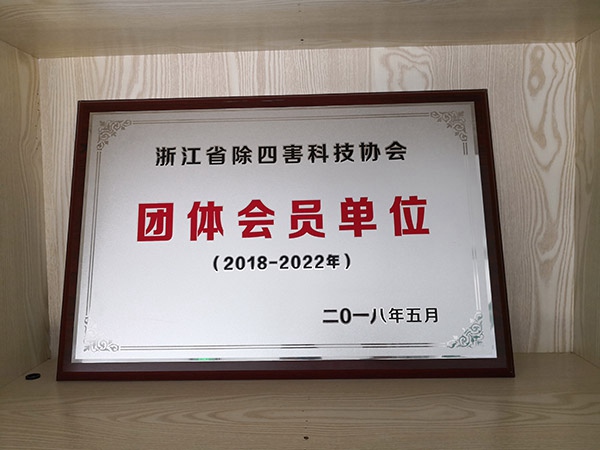 浙江省除四害科技协会
团体会员单位
(2018-2022年)
二〇一八年五月